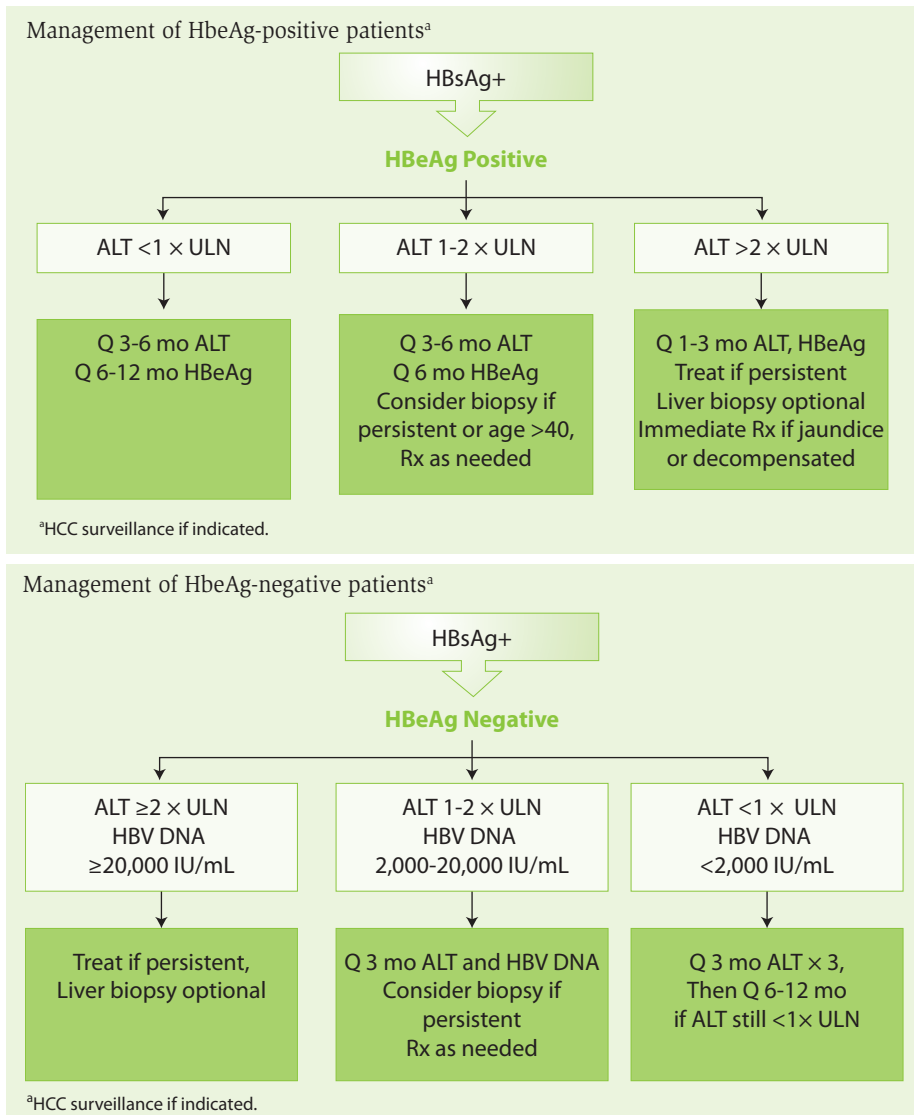 Management of HbeAg-positive patientsᵃ
HBsAg+
HBeAg Positive
ALT <1 × ULN
Q 3-6 mo ALT
Q 6-12 mo HBeAg
ALT 1-2 × ULN
Q 3-6 mo ALT
Q 6 mo HBeAg
Consider biopsy if
persistent or age >40,
Rx as needed
ALT >2 × ULN
Q 1-3 mo ALT, HBeAg
Treat if persistent
Liver biopsy optional
Immediate Rx if jaundice
or decompensated
ᵃHCC surveillance if indicated.
Management of HbeAg-negative patientsᵃ
HBsAg+
HBeAg Negative
ALT ≥2 × ULN
HBV DNA
≥20,000 IU/mL
Treat if persistent,
Liver biopsy optional
ALT 1-2 × ULN
HBV DNA
2,000-20,000 IU/mL
Q 3 mo ALT and HBV DNA
Consider biopsy if
persistent
Rx as needed
ALT <1 × ULN
HBV DNA
<2,000 IU/mL
Q 3 mo ALT × 3,
Then Q 6-12 mo
if ALT still <1× ULN
ᵃHCC surveillance if indicated.